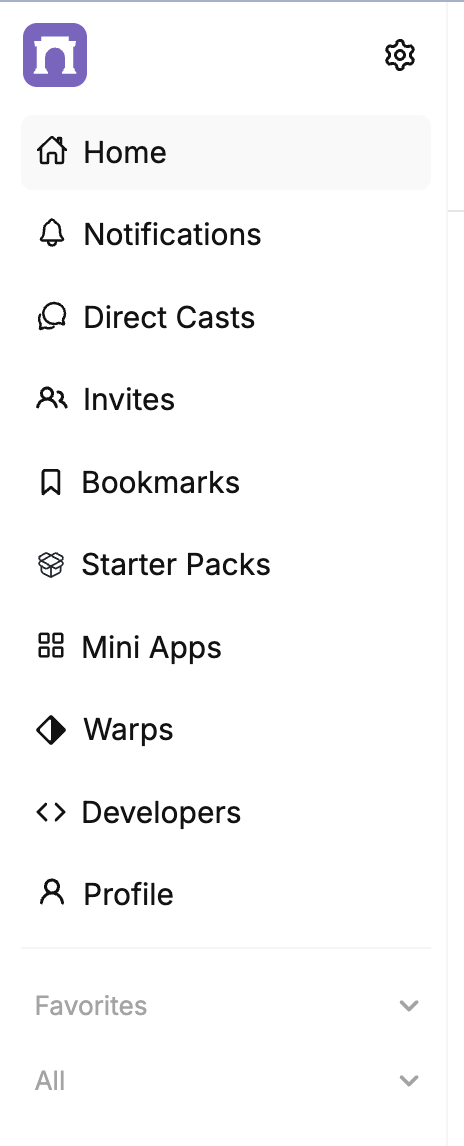 Home
Notifications
Direct Casts
Invites
Bookmarks
Starter Packs
Mini Apps
Warps
Developers
Profile
Favorites
All